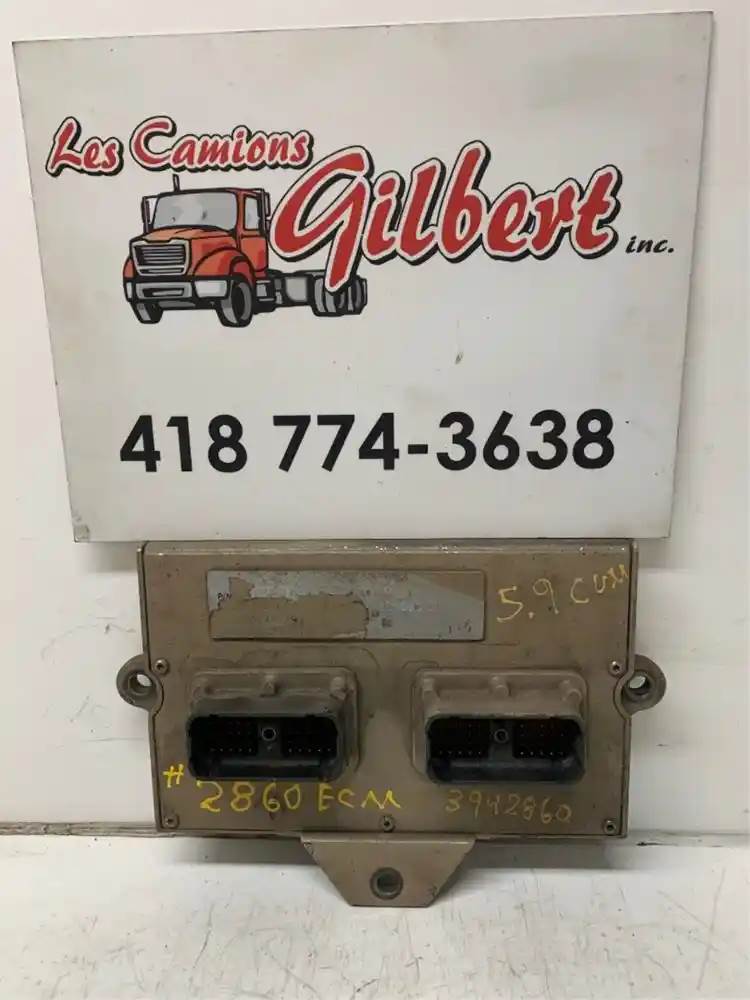 Les Camions
Gilbert inc.
418 774-3638
P/N
5.9 CUM
# 2860 ECM
3942860